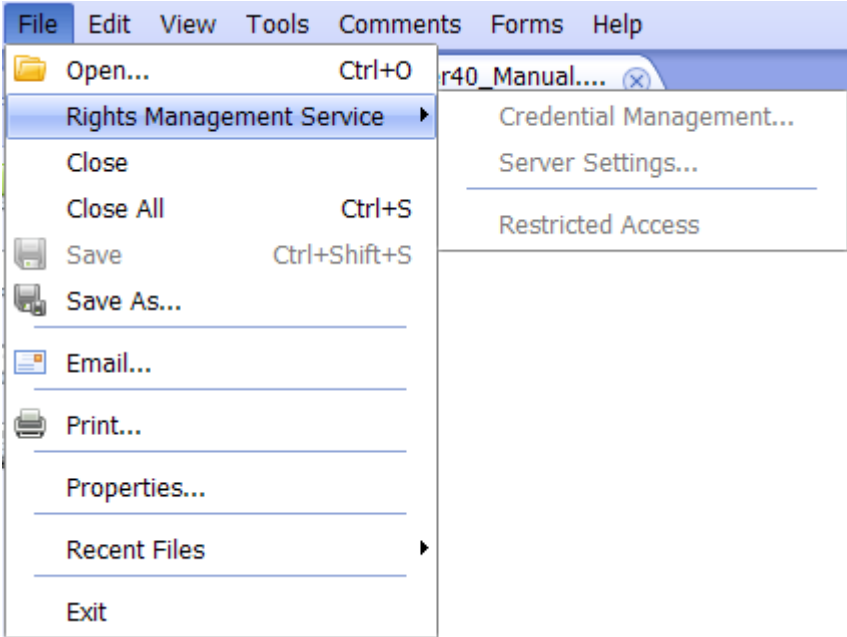 File Edit View Tools Comments Forms Help
Open... Ctrl+O
r40_Manual....
Rights Management Service
Credential Management...
Close
Server Settings...
Close All Ctrl+S
Restricted Access
Save Ctrl+Shift+S
Save As...
Email...
Print...
Properties...
Recent Files
Exit